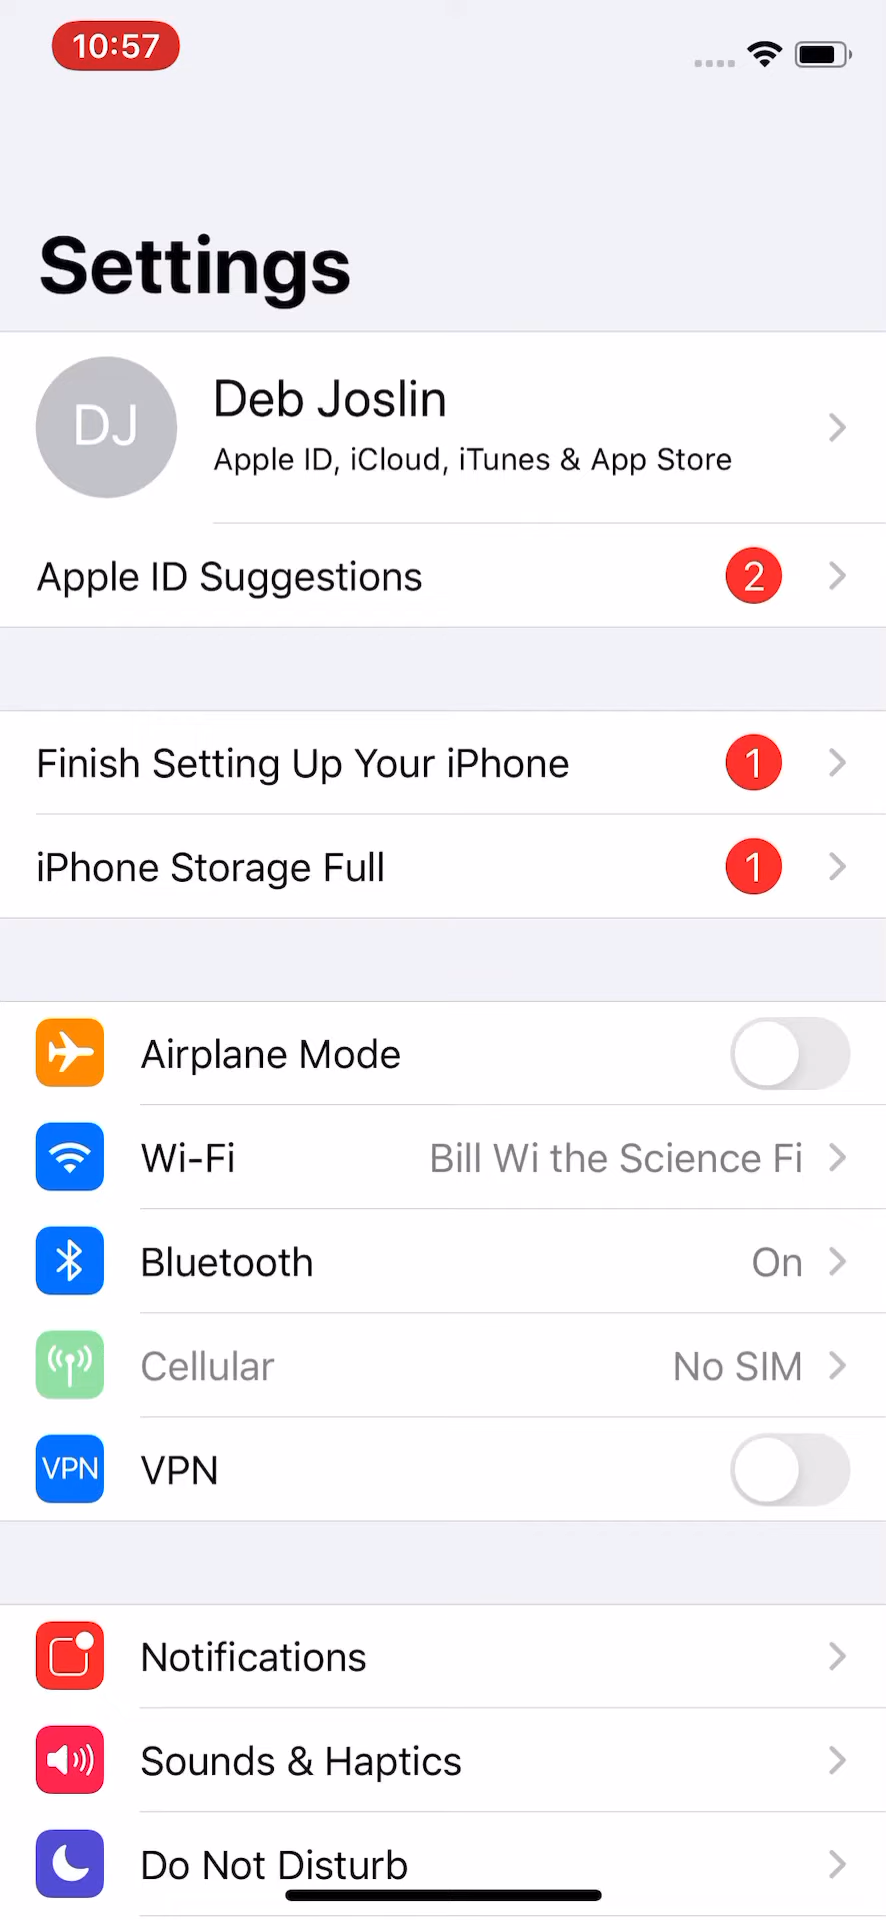 10:57
Settings
DJ
Deb Joslin
Apple ID, iCloud, iTunes & App Store
Apple ID Suggestions 2
Finish Setting Up Your iPhone 1
iPhone Storage Full 1
Airplane Mode
Wi-Fi Bill Wi the Science Fi
Bluetooth On
Cellular No SIM
VPN VPN
Notifications
Sounds & Haptics
Do Not Disturb